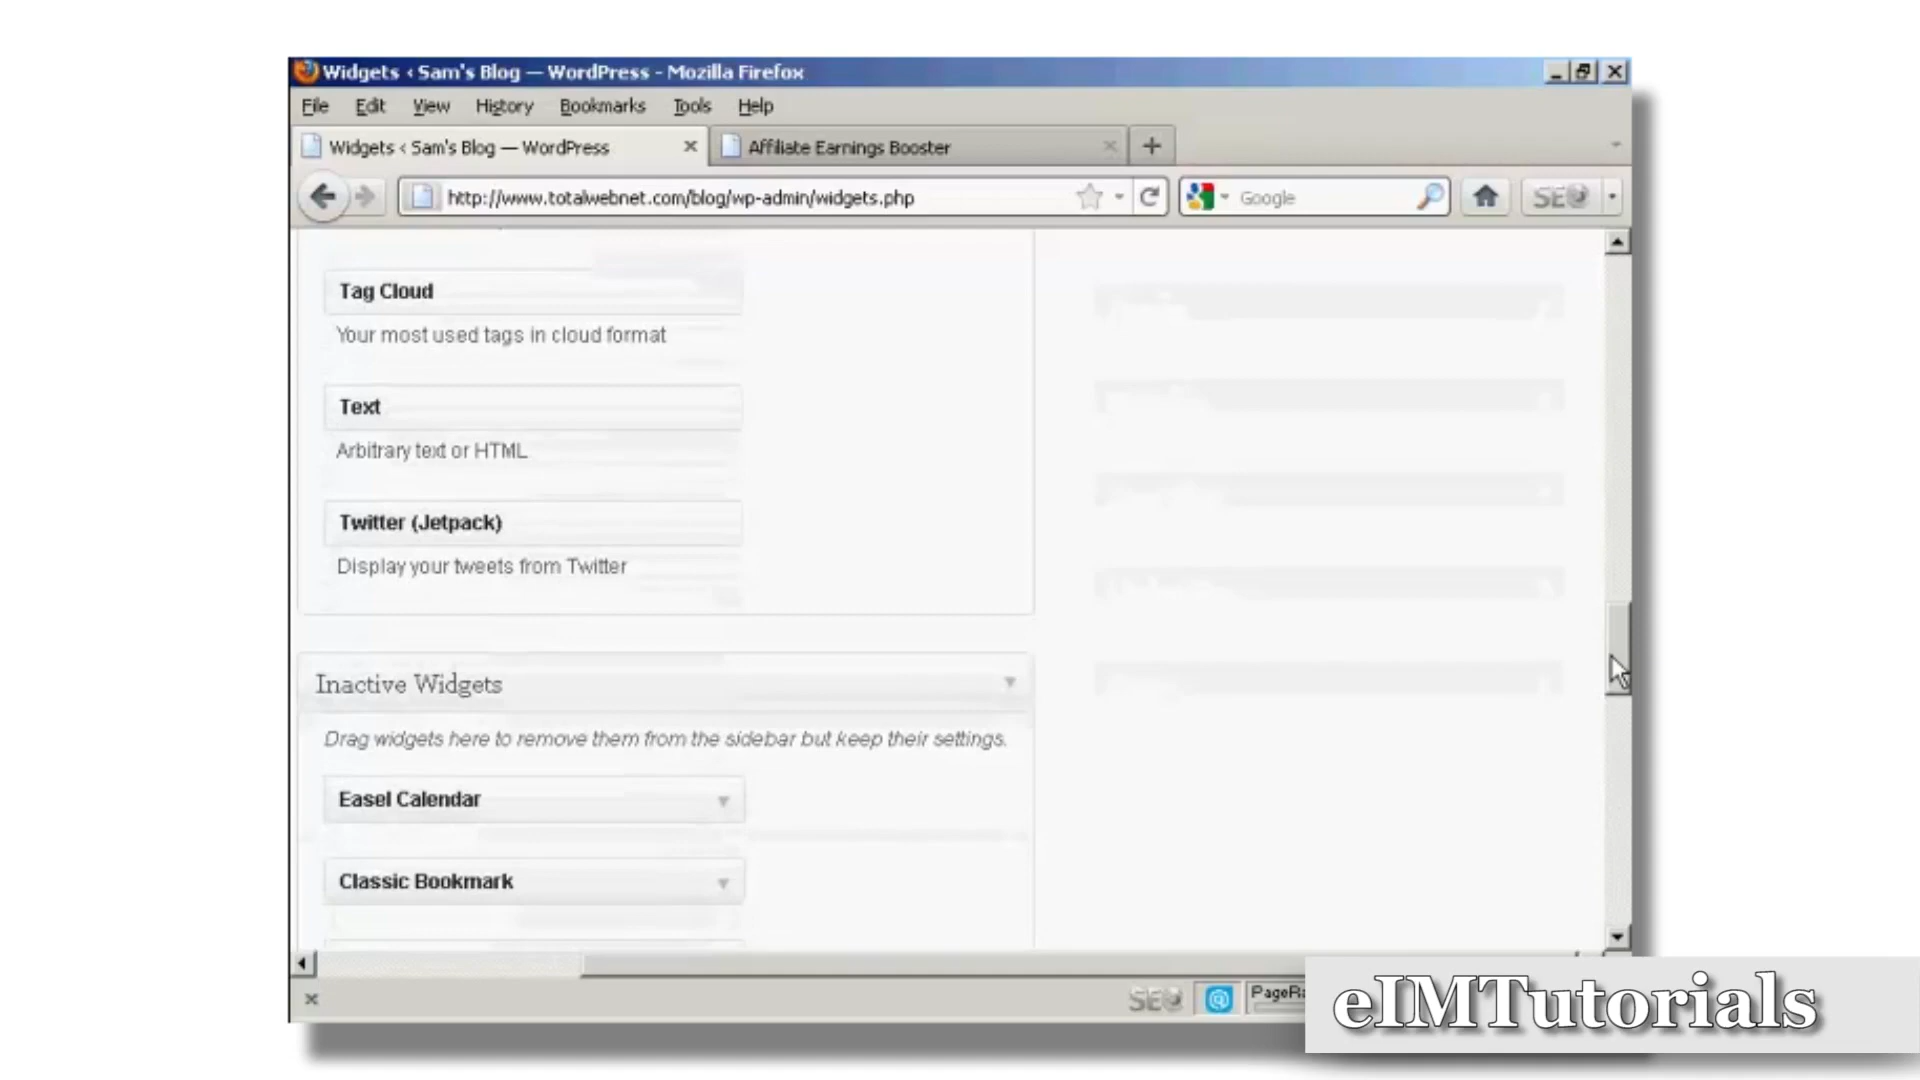 Widgets ‹ Sam's Blog — WordPress - Mozilla Firefox
File Edit View History Bookmarks Tools Help
Widgets ‹ Sam's Blog — WordPress
Affiliate Earnings Booster
http://www.totalwebnet.com/blog/wp-admin/widgets.php
Google
SEO
Tag Cloud
Your most used tags in cloud format
Text
Arbitrary text or HTML
Twitter (Jetpack)
Display your tweets from Twitter
Inactive Widgets
Drag widgets here to remove them from the sidebar but keep their settings.
Easel Calendar
Classic Bookmark
SEO
PageRa
eIMTutorials